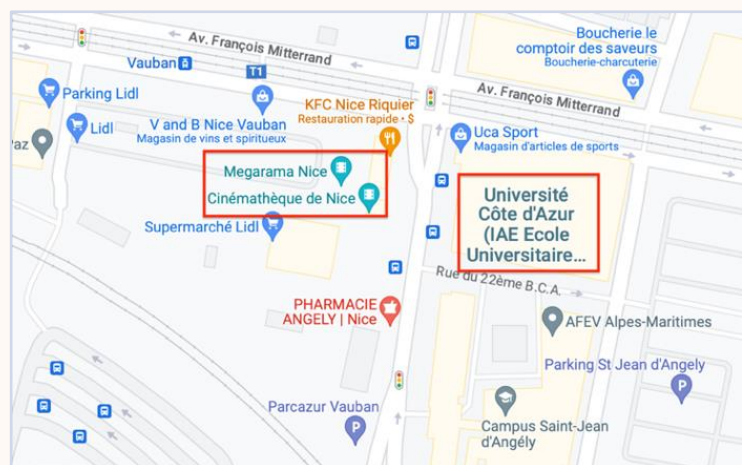 Av. François Mitterrand
Boucherie le
comptoir des saveurs
Boucherie-charcuterie
Vauban
T1
Av. François Mitterrand
Parking Lidl
KFC Nice Riquier
Restauration rapide • $
Lidl
V and B Nice Vauban
Magasin de vins et spiritueux
Uca Sport
Magasin d'articles de sports
Paz
Megarama Nice
Cinémathèque de Nice
Université
Côte d'Azur
(IAE Ecole
Universitaire...
Supermarché Lidl
Rue du 22ème B.C.A.
PHARMACIE
ANGELY | Nice
AFEV Alpes-Maritimes
Parking St Jean d'Angely
P
Parcazur Vauban
P
Campus Saint-Jean
d'Angély